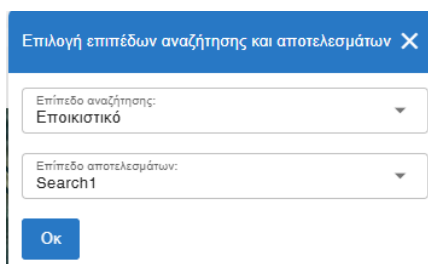 Επιλογή επιπέδων αναζήτησης και αποτελεσμάτων
Επίπεδο αναζήτησης:
Εποικιστικό
Επίπεδο αποτελεσμάτων:
Search1
Οκ